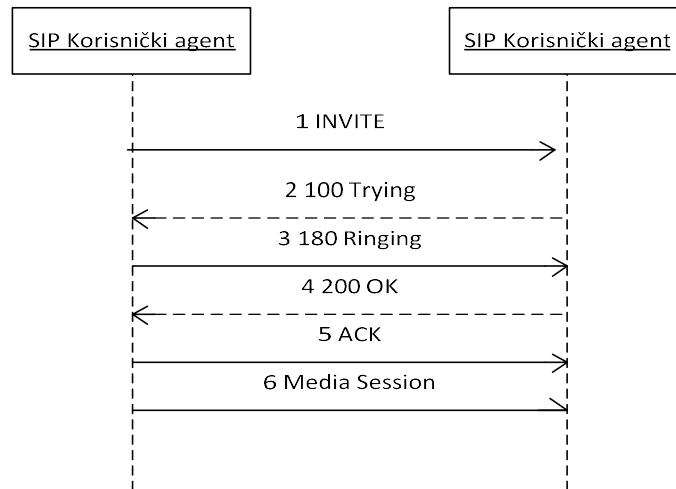 SIP Korisnički agent
SIP Korisnički agent
1 INVITE
2 100 Trying
3 180 Ringing
4 200 OK
5 ACK
6 Media Session